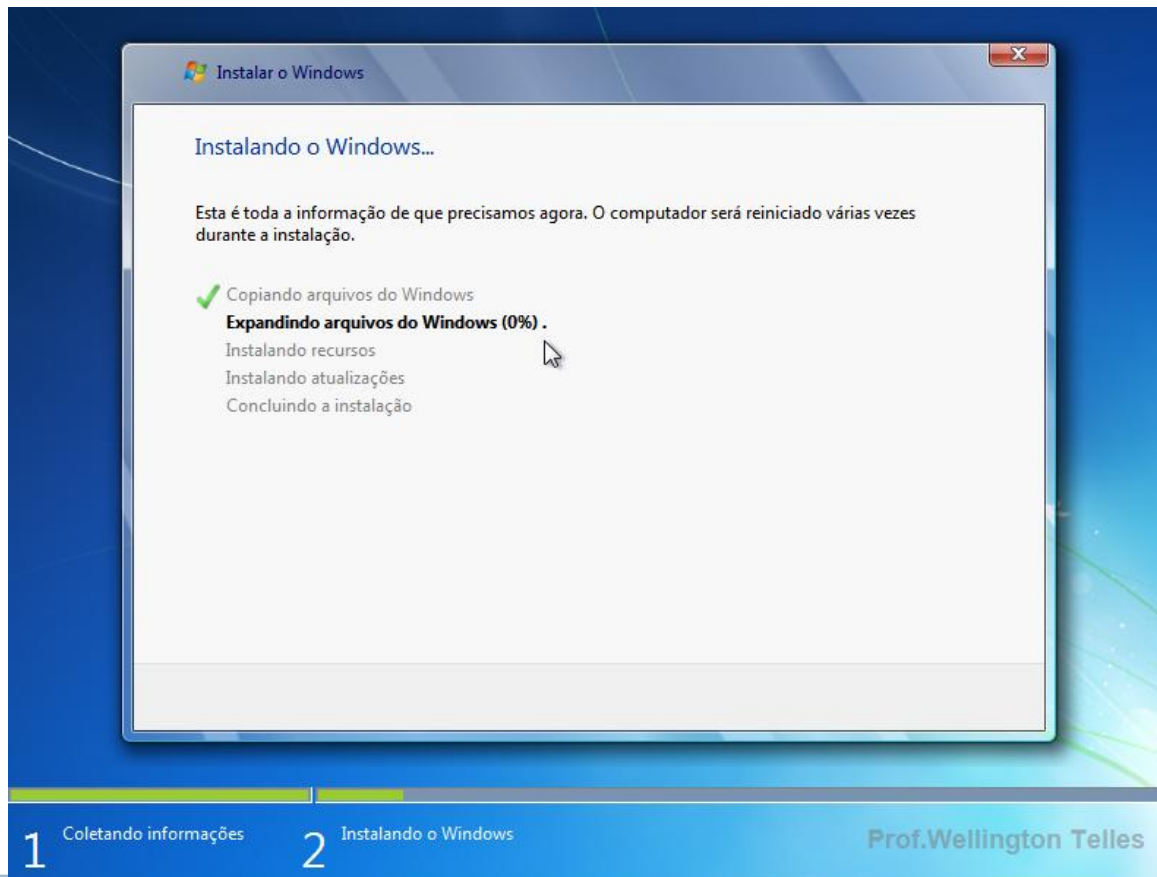 Instalar o Windows
Instalando o Windows...
Esta é toda a informação de que precisamos agora. O computador será reiniciado várias vezes
durante a instalação.
Copiando arquivos do Windows
Expandindo arquivos do Windows (0%) .
Instalando recursos
Instalando atualizações
Concluindo a instalação
1 Coletando informações 2 Instalando o Windows
Prof.Wellington Telles